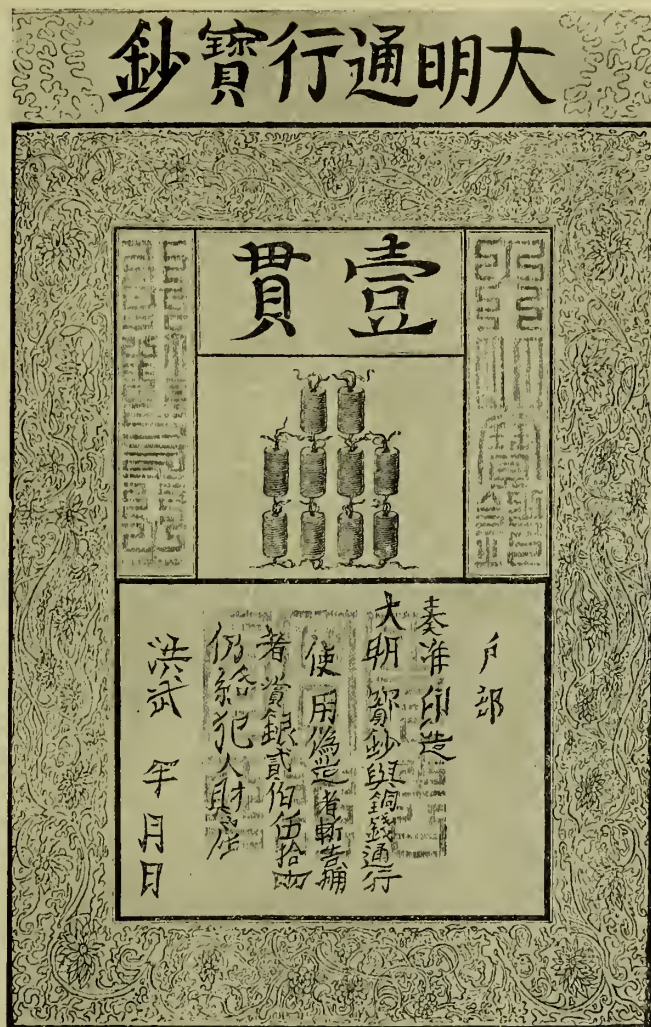 大明通行寶鈔
壹貫
戶部
奏准印造
大明寶鈔與銅錢通行
使用偽造者斬告捕
者賞銀貳伯伍拾兩
仍給犯人財產
洪武 年 月 日